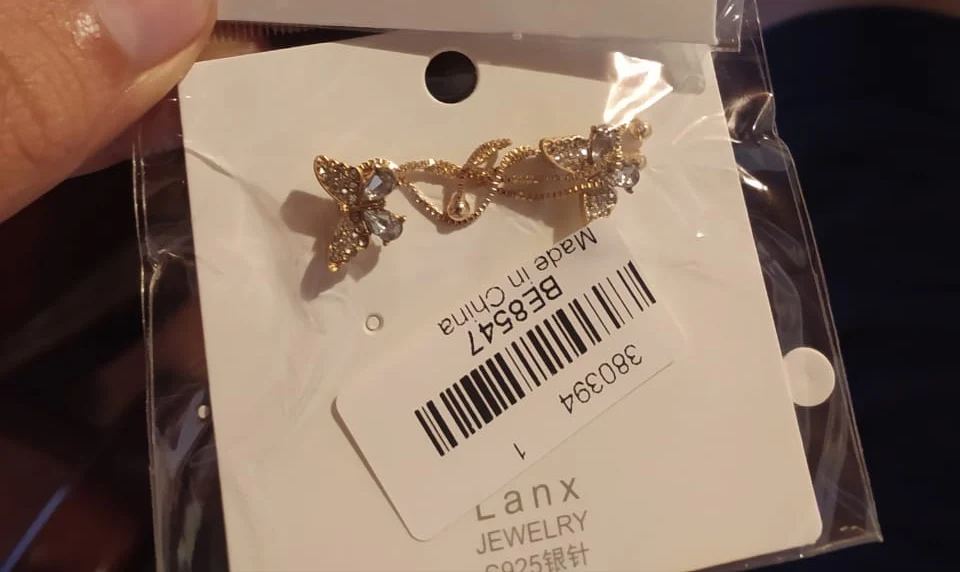 Made in China
BE8547
380394
1
Lanx
JEWELRY
S925银针